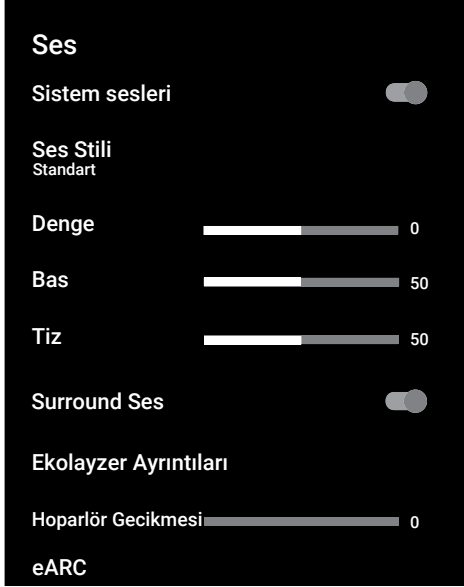 Ses
Sistem sesleri
Ses Stili
Standart
Denge 0
Bas 50
Tiz 50
Surround Ses
Ekolayzer Ayrıntıları
Hoparlör Gecikmesi 0
eARC